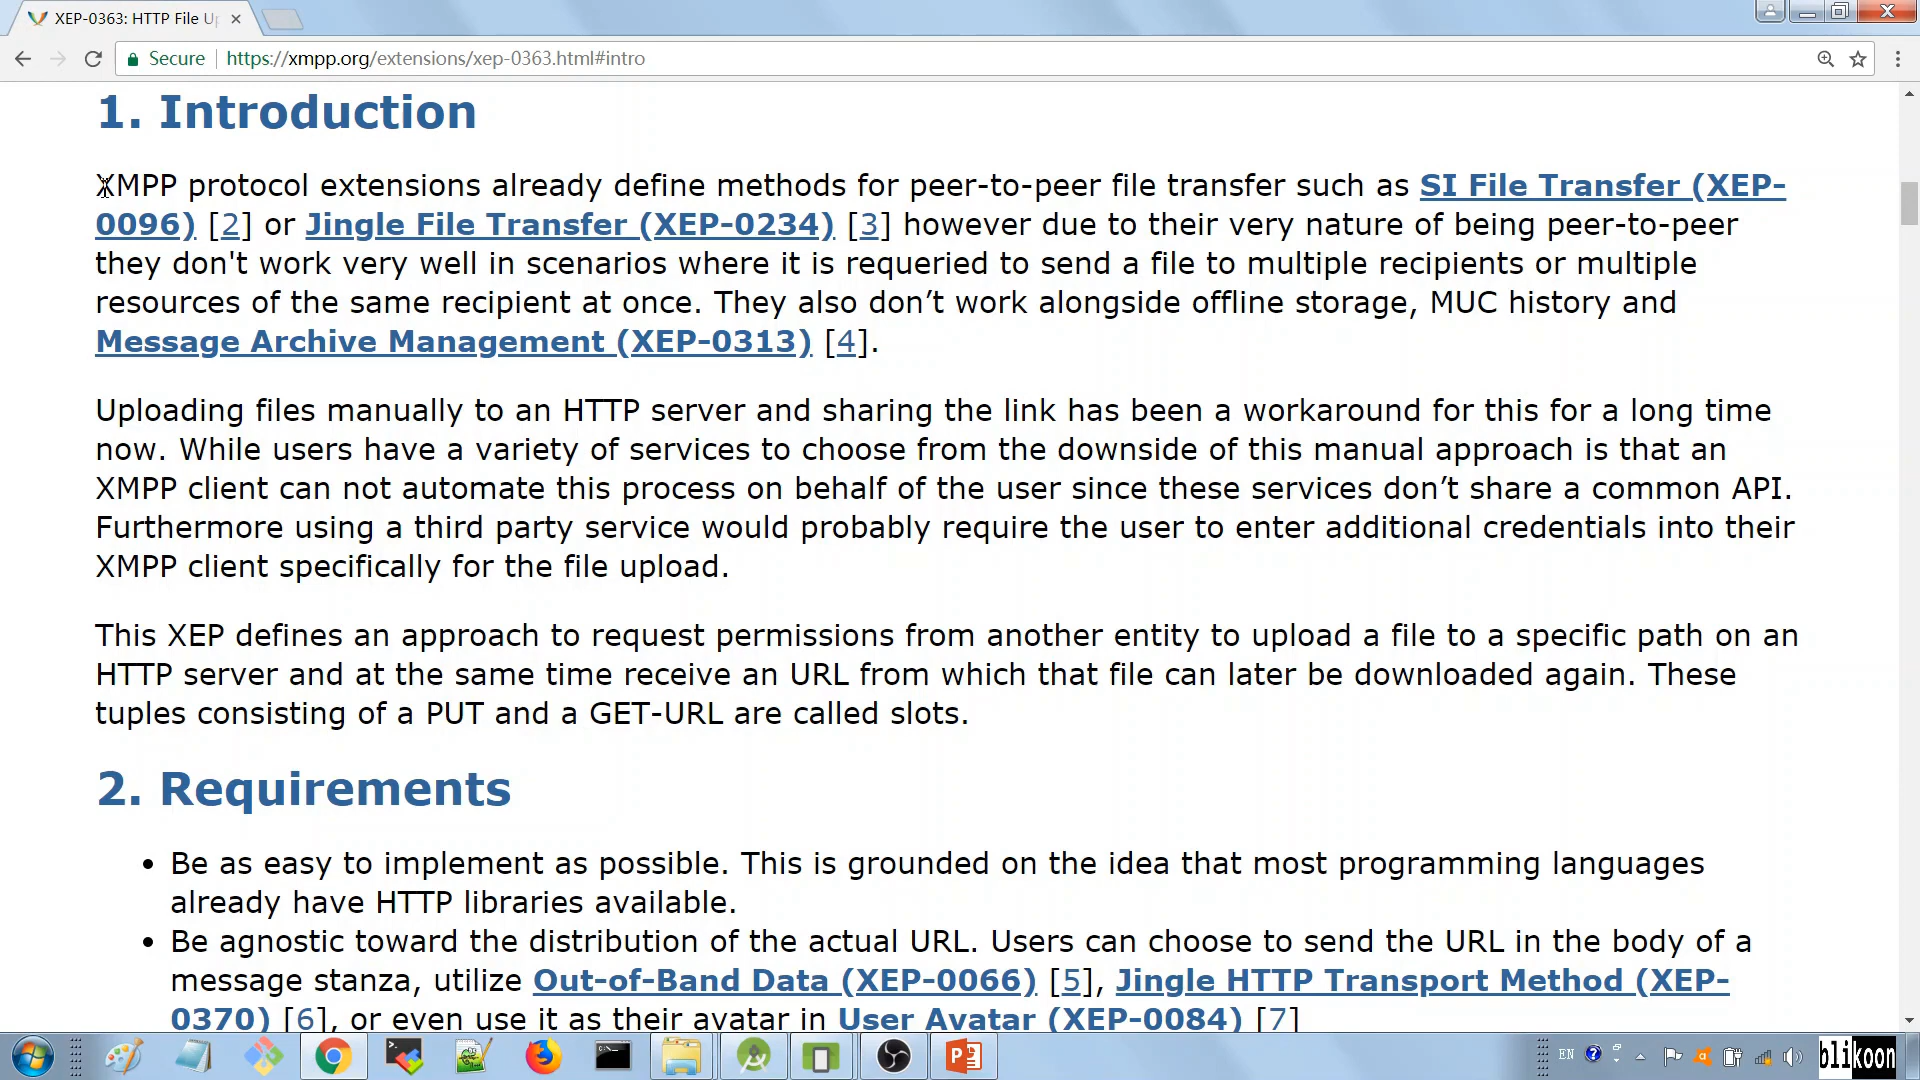 XEP-0363: HTTP File Up
Secure
https://xmpp.org/extensions/xep-0363.html#intro
1. Introduction
XMPP protocol extensions already define methods for peer-to-peer file transfer such as SI File Transfer (XEP-
0096) [2] or Jingle File Transfer (XEP-0234) [3] however due to their very nature of being peer-to-peer
they don't work very well in scenarios where it is requeried to send a file to multiple recipients or multiple
resources of the same recipient at once. They also don’t work alongside offline storage, MUC history and
Message Archive Management (XEP-0313) [4].
Uploading files manually to an HTTP server and sharing the link has been a workaround for this for a long time
now. While users have a variety of services to choose from the downside of this manual approach is that an
XMPP client can not automate this process on behalf of the user since these services don’t share a common API.
Furthermore using a third party service would probably require the user to enter additional credentials into their
XMPP client specifically for the file upload.
This XEP defines an approach to request permissions from another entity to upload a file to a specific path on an
HTTP server and at the same time receive an URL from which that file can later be downloaded again. These
tuples consisting of a PUT and a GET-URL are called slots.
2. Requirements
• Be as easy to implement as possible. This is grounded on the idea that most programming languages
already have HTTP libraries available.
• Be agnostic toward the distribution of the actual URL. Users can choose to send the URL in the body of a
message stanza, utilize Out-of-Band Data (XEP-0066) [5], Jingle HTTP Transport Method (XEP-
0370) [6], or even use it as their avatar in User Avatar (XEP-0084) [7]
EN
blikoon